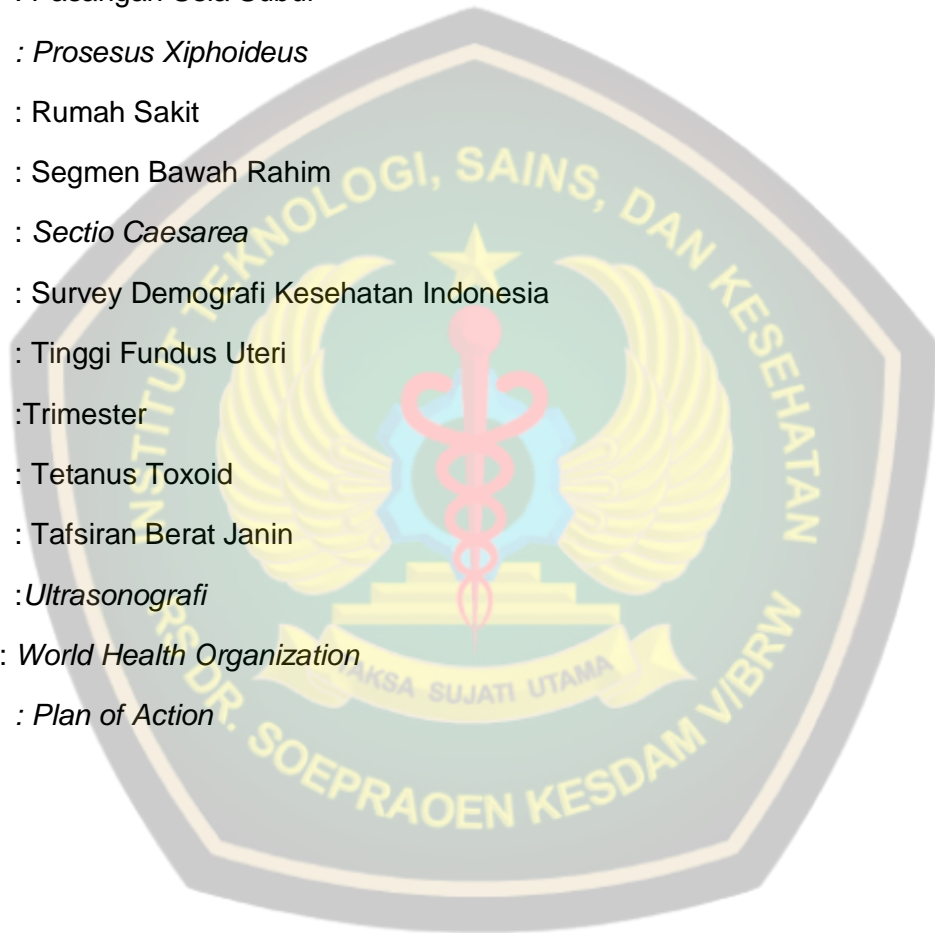 : Prosesus Xiphoideus
: Rumah Sakit
: Segmen Bawah Rahim
: Sectio Caesarea
: Survey Demografi Kesehatan Indonesia
: Tinggi Fundus Uteri
:Trimester
: Tetanus Toxoid
: Tafsiran Berat Janin
:Ultrasonografi
: World Health Organization
: Plan of Action
INSTITUT TEKNOLOGI, SAINS, DAN KESEHATAN
SUJATI UTAMA
RS DR. SOEPRAOEN KESDAM V/BRW